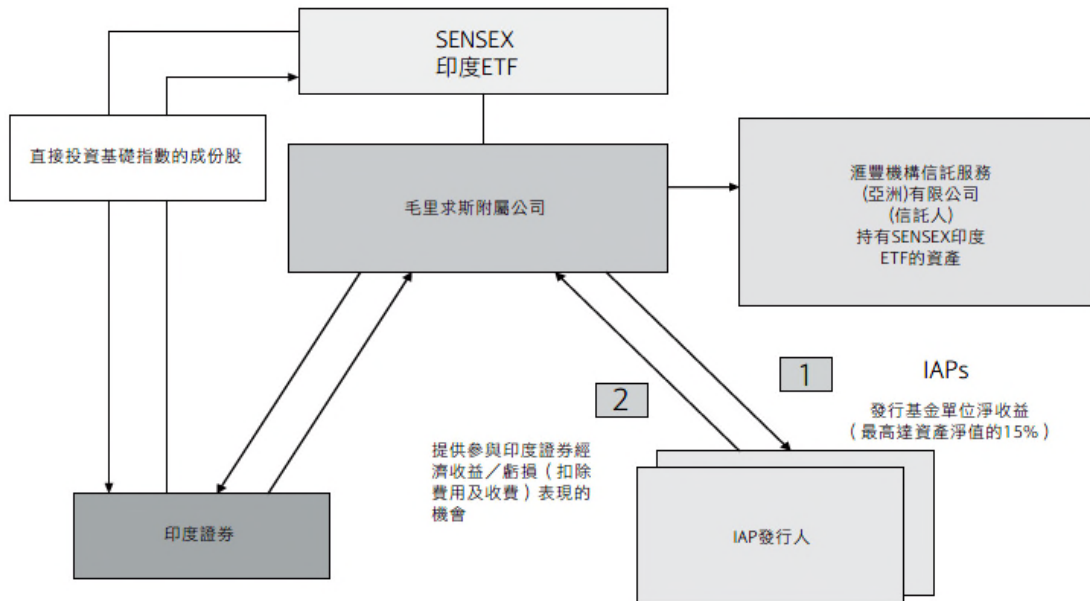 SENSEX
印度ETF
直接投資基礎指數的成份股
毛里求斯附屬公司
滙豐機構信託服務
(亞洲)有限公司
(信託人)
持有SENSEX印度
ETF的資產
1
IAPs
2
發行基金單位淨收益
（最高達資產淨值的15%）
提供參與印度證券經
濟收益／虧損（扣除
費用及收費）表現的
機會
印度證券
IAP發行人